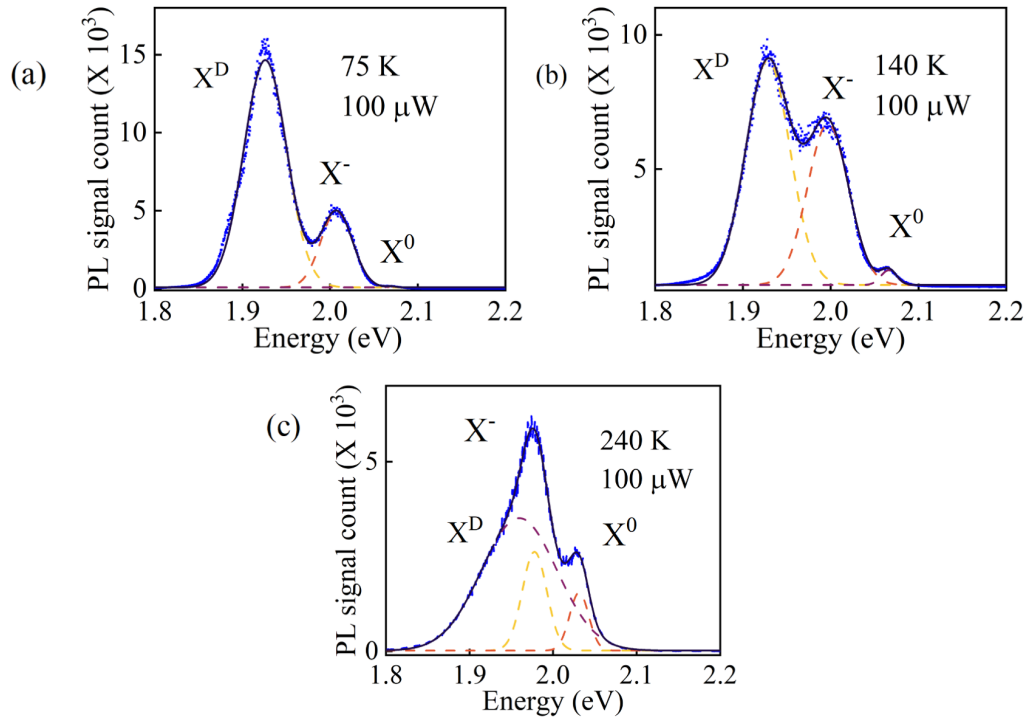 (a)
PL signal count (X 10³)
15
10
5
0
X^D
X^-
X^0
75 K
100 μW
1.8 1.9 2.0 2.1 2.2
Energy (eV)
(b)
PL signal count (X 10³)
10
5
X^D
X^-
X^0
140 K
100 μW
1.8 1.9 2.0 2.1 2.2
Energy (eV)
(c)
PL signal count (X 10³)
5
0
X^-
X^D
X^0
240 K
100 μW
1.8 1.9 2.0 2.1 2.2
Energy (eV)